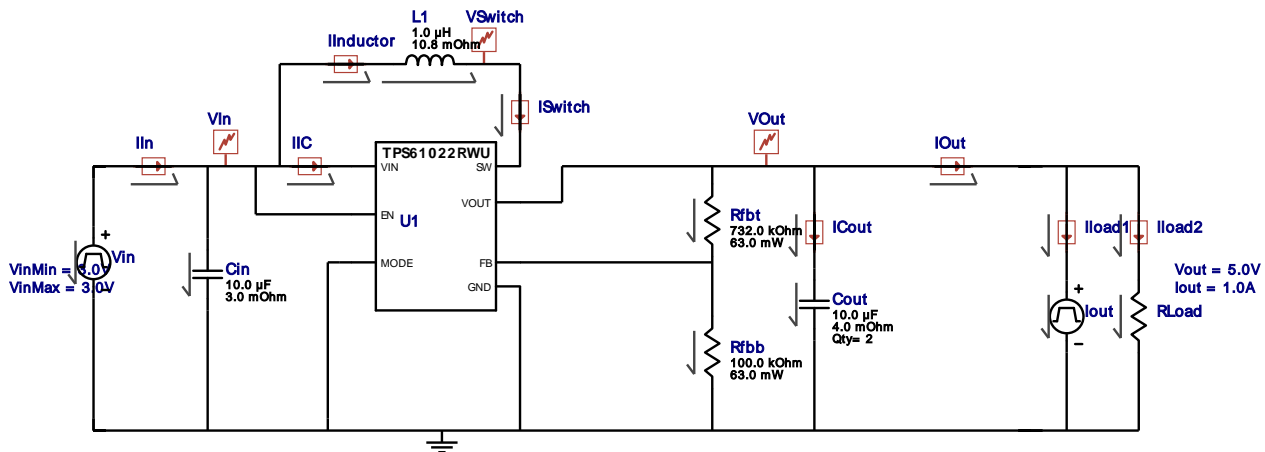 L1
1.0 µH
10.8 mOhm
VSwitch
IInductor
ISwitch
VIn
IIn
IIC
TPS61022RWU
VIN
SW
EN
VOUT
U1
MODE
FB
GND
VOut
IOut
+
Vin
VinMin = 3.0V
VinMax = 3.0V
−
Cin
10.0 µF
3.0 mOhm
Rfbt
732.0 kOhm
63.0 mW
ICout
Iload1
Iload2
Vout = 5.0V
Iout = 1.0A
Cout
10.0 µF
4.0 mOhm
Qty= 2
+
Iout
−
RLoad
Rfbb
100.0 kOhm
63.0 mW